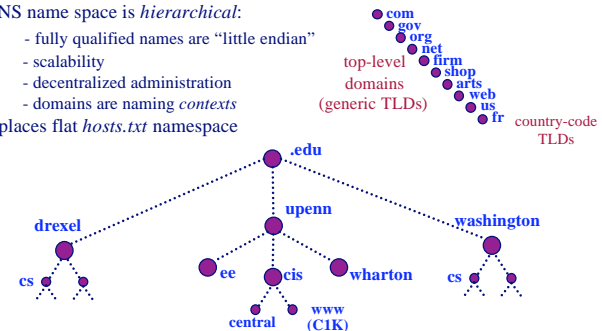 NS name space is hierarchical:
- fully qualified names are “little endian”
- scalability
- decentralized administration
- domains are naming contexts
places flat hosts.txt namespace
com
gov
org
net
firm
shop
arts
web
us
fr
top-level
domains
(generic TLDs)
country-code
TLDs
.edu
drexel
upenn
washington
cs
ee
cis
wharton
cs
central
www
(C1K)